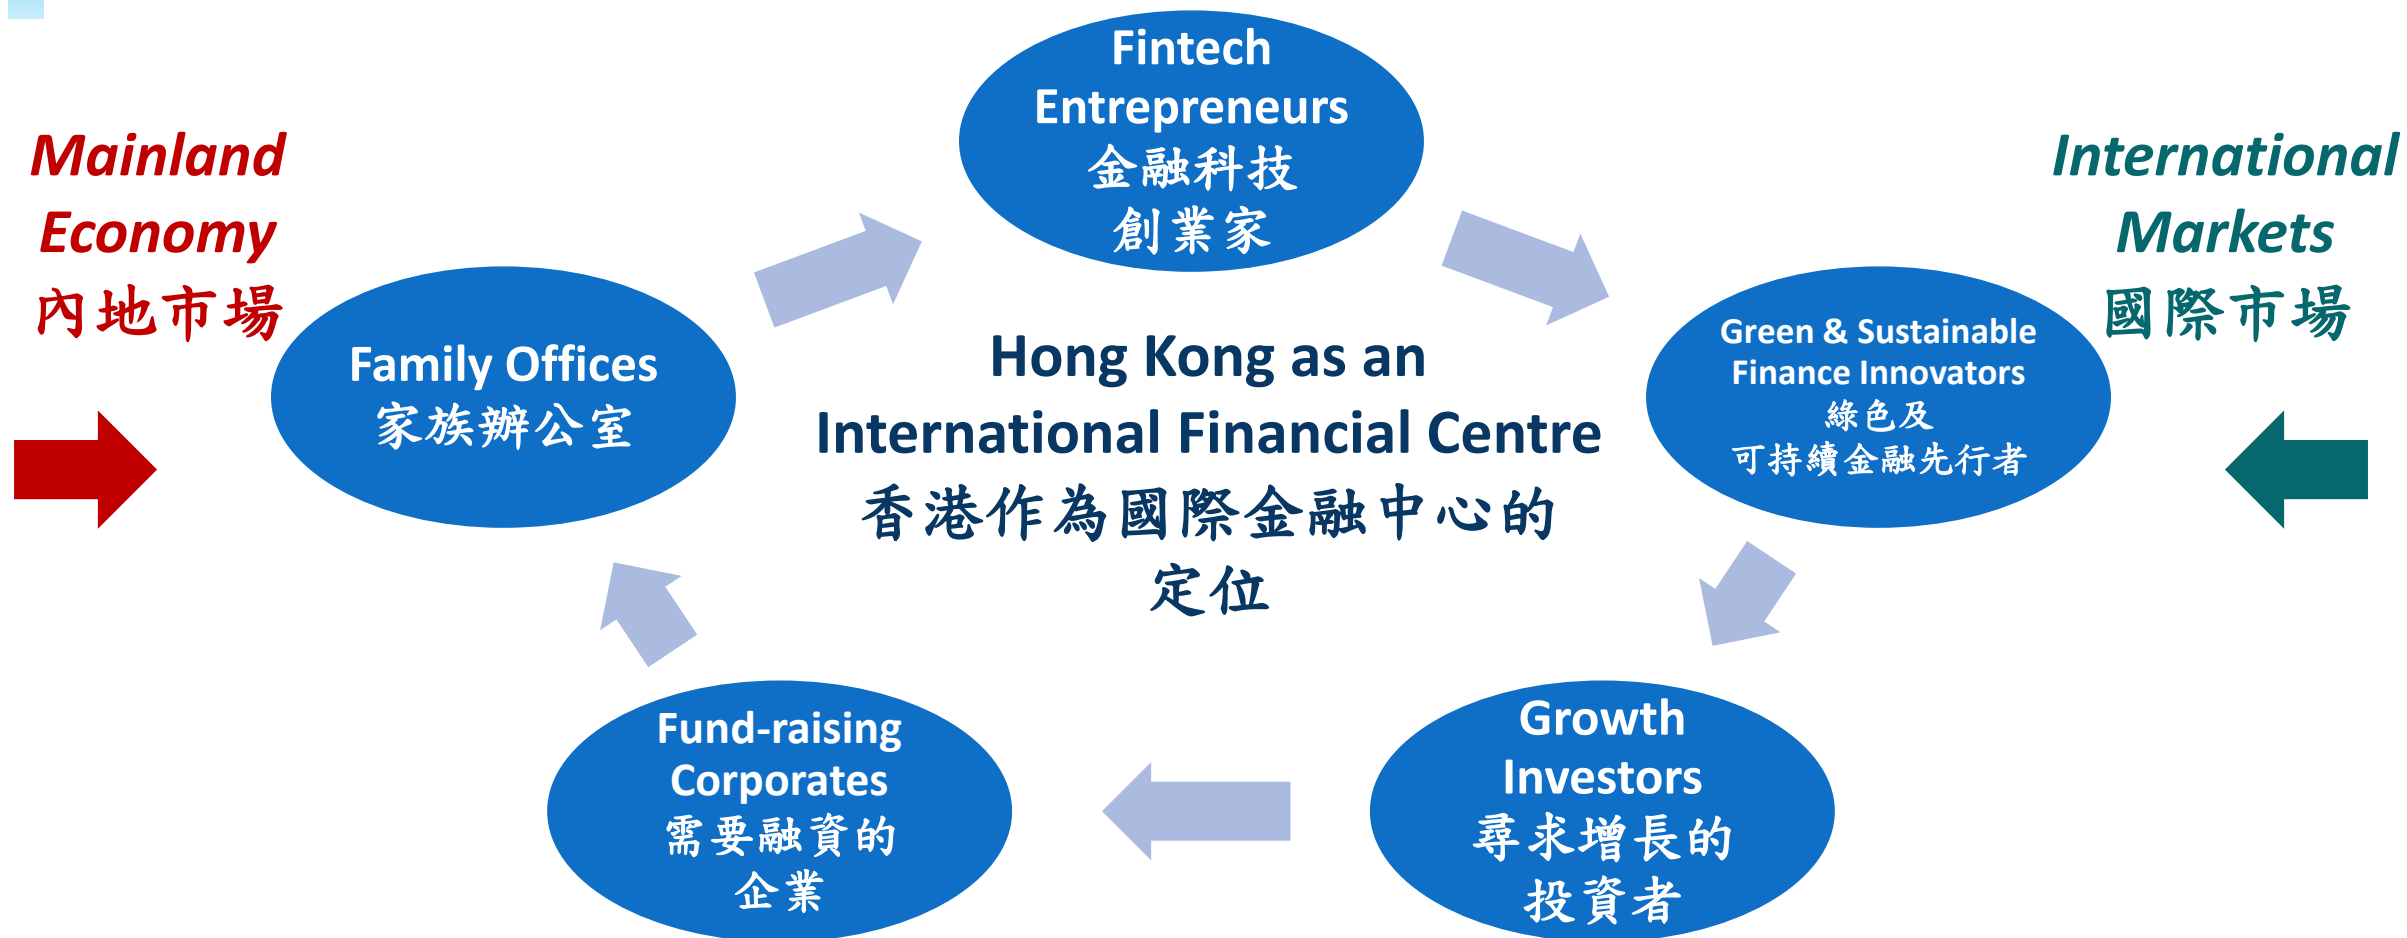 Mainland
Economy
內地市場
Fintech
Entrepreneurs
金融科技
創業家
International
Markets
國際市場
Family Offices
家族辦公室
Hong Kong as an
International Financial Centre
香港作為國際金融中心的
定位
Green & Sustainable
Finance Innovators
綠色及
可持續金融先行者
Fund-raising
Corporates
需要融資的
企業
Growth
Investors
尋求增長的
投資者